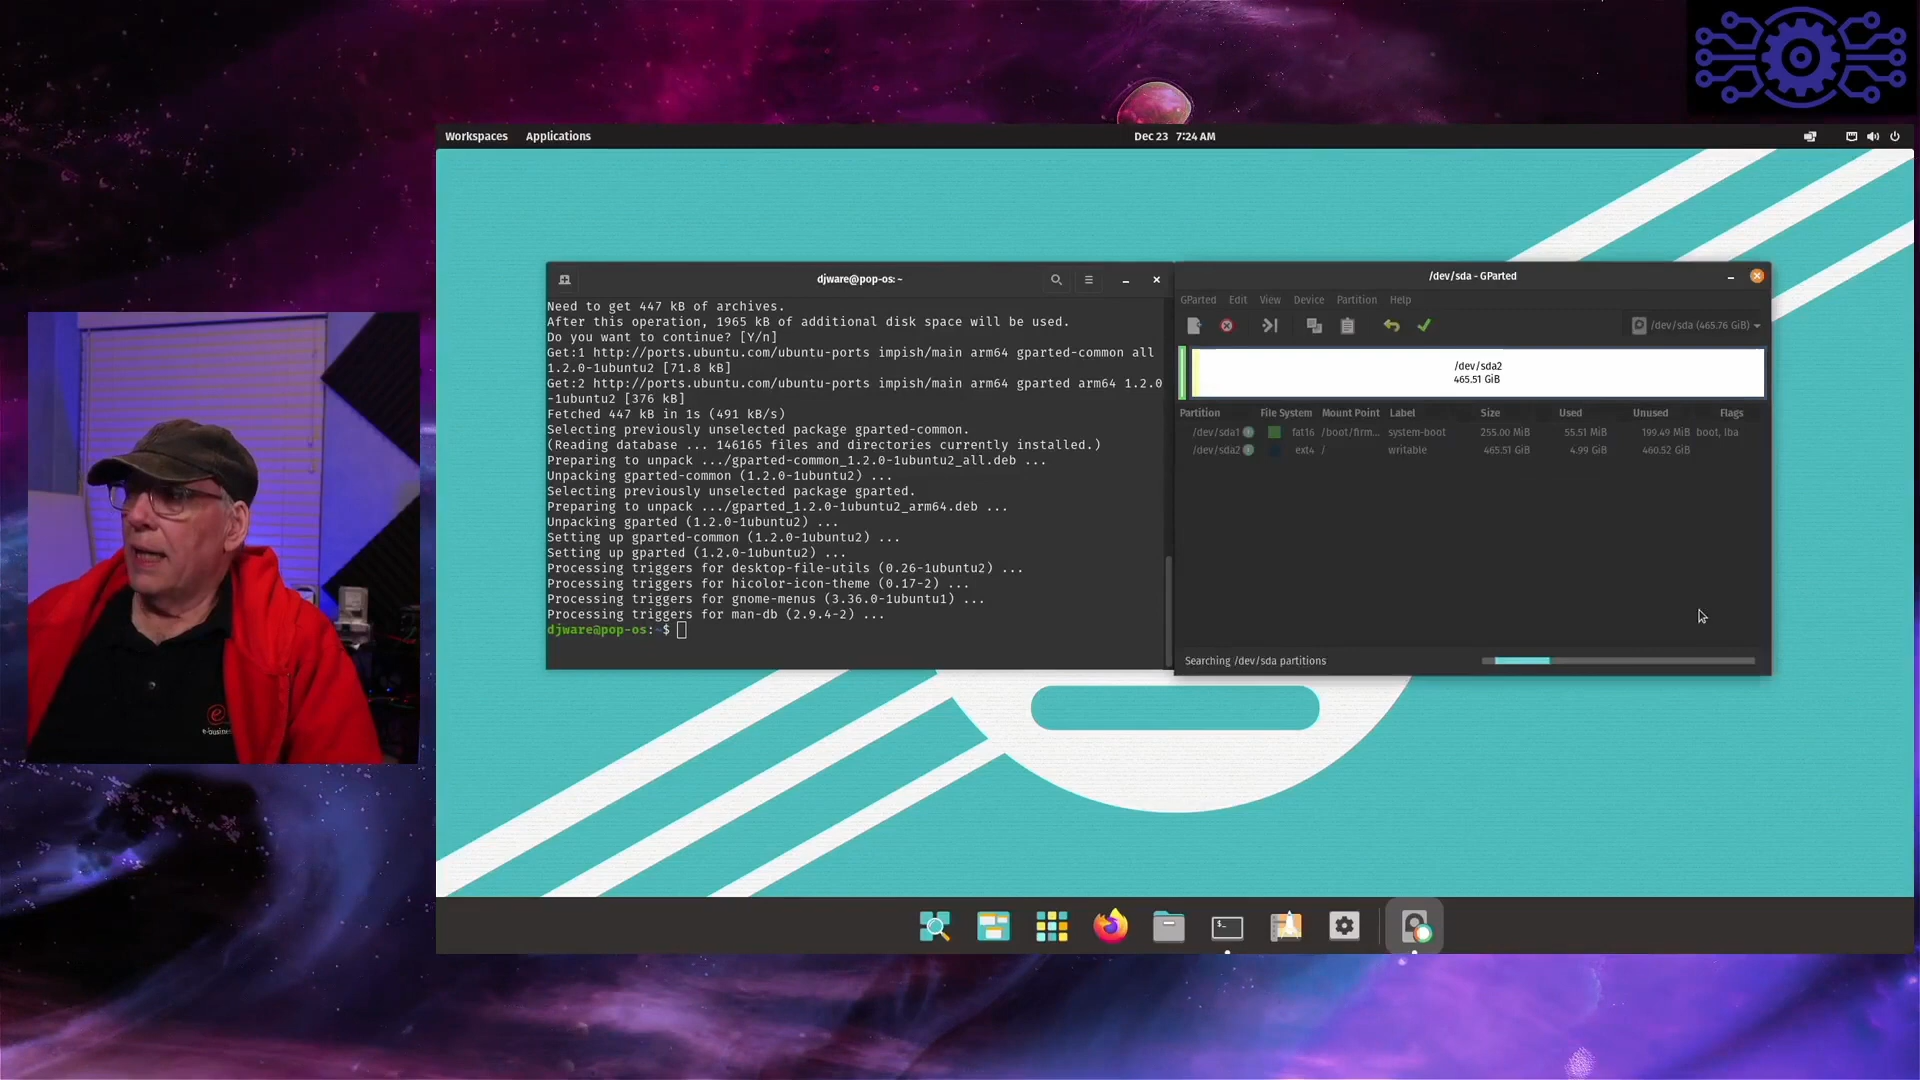 Workspaces Applications
Dec 23 7:24 AM
djware@pop-os: ~
Need to get 447 kB of archives.
After this operation, 1965 kB of additional disk space will be used.
Do you want to continue? [Y/n]
Get:1 http://ports.ubuntu.com/ubuntu-ports impish/main arm64 gparted-common all
1.2.0-1ubuntu2 [71.8 kB]
Get:2 http://ports.ubuntu.com/ubuntu-ports impish/main arm64 gparted arm64 1.2.0
-1ubuntu2 [376 kB]
Fetched 447 kB in 1s (491 kB/s)
Selecting previously unselected package gparted-common.
(Reading database ... 146165 files and directories currently installed.)
Preparing to unpack .../gparted-common_1.2.0-1ubuntu2_all.deb ...
Unpacking gparted-common (1.2.0-1ubuntu2) ...
Selecting previously unselected package gparted.
Preparing to unpack .../gparted_1.2.0-1ubuntu2_arm64.deb ...
Unpacking gparted (1.2.0-1ubuntu2) ...
Setting up gparted-common (1.2.0-1ubuntu2) ...
Setting up gparted (1.2.0-1ubuntu2) ...
Processing triggers for desktop-file-utils (0.26-1ubuntu2) ...
Processing triggers for hicolor-icon-theme (0.17-2) ...
Processing triggers for gnome-menus (3.36.0-1ubuntu1) ...
Processing triggers for man-db (2.9.4-2) ...
djware@pop-os:~$
/dev/sda - GParted
GParted Edit View Device Partition Help
/dev/sda (465.76 GiB)
/dev/sda2
465.51 GiB
Partition File System Mount Point Label Size Used Unused Flags
/dev/sda1 fat16 /boot/firm... system-boot 255.00 MiB 55.51 MiB 199.49 MiB boot, lba
/dev/sda2 ext4 / writable 465.51 GiB 4.99 GiB 460.52 GiB
Searching /dev/sda partitions